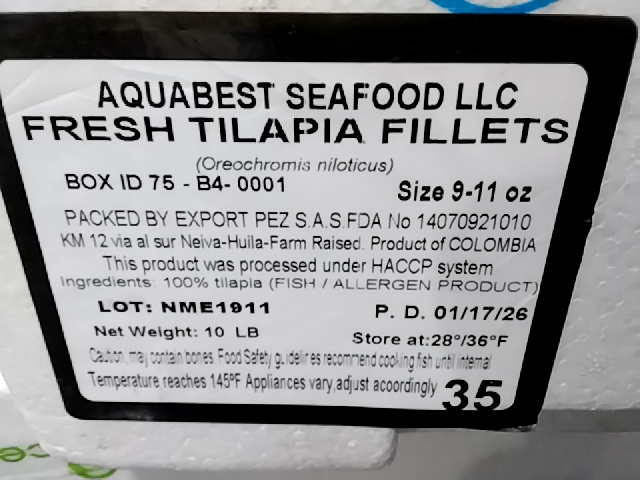 AQUABEST SEAFOOD LLC
FRESH TILAPIA FILLETS
(Oreochromis niloticus)
BOX ID 75 - B4- 0001
Size 9-11 oz
PACKED BY EXPORT PEZ S.A.S.FDA No 14070921010
KM 12 via al sur Neiva-Huila-Farm Raised. Product of COLOMBIA
This product was processed under HACCP system
Ingredients: 100% tilapia (FISH / ALLERGEN PRODUCT)
LOT: NME1911
P. D. 01/17/26
Net Weight: 10 LB
Store at:28°/36°F
Caution, may contain bones. Food Safety guidelines recommend cooking fish until internal
Temperature reaches 145ºF Appliances vary,adjust acoordingly
35